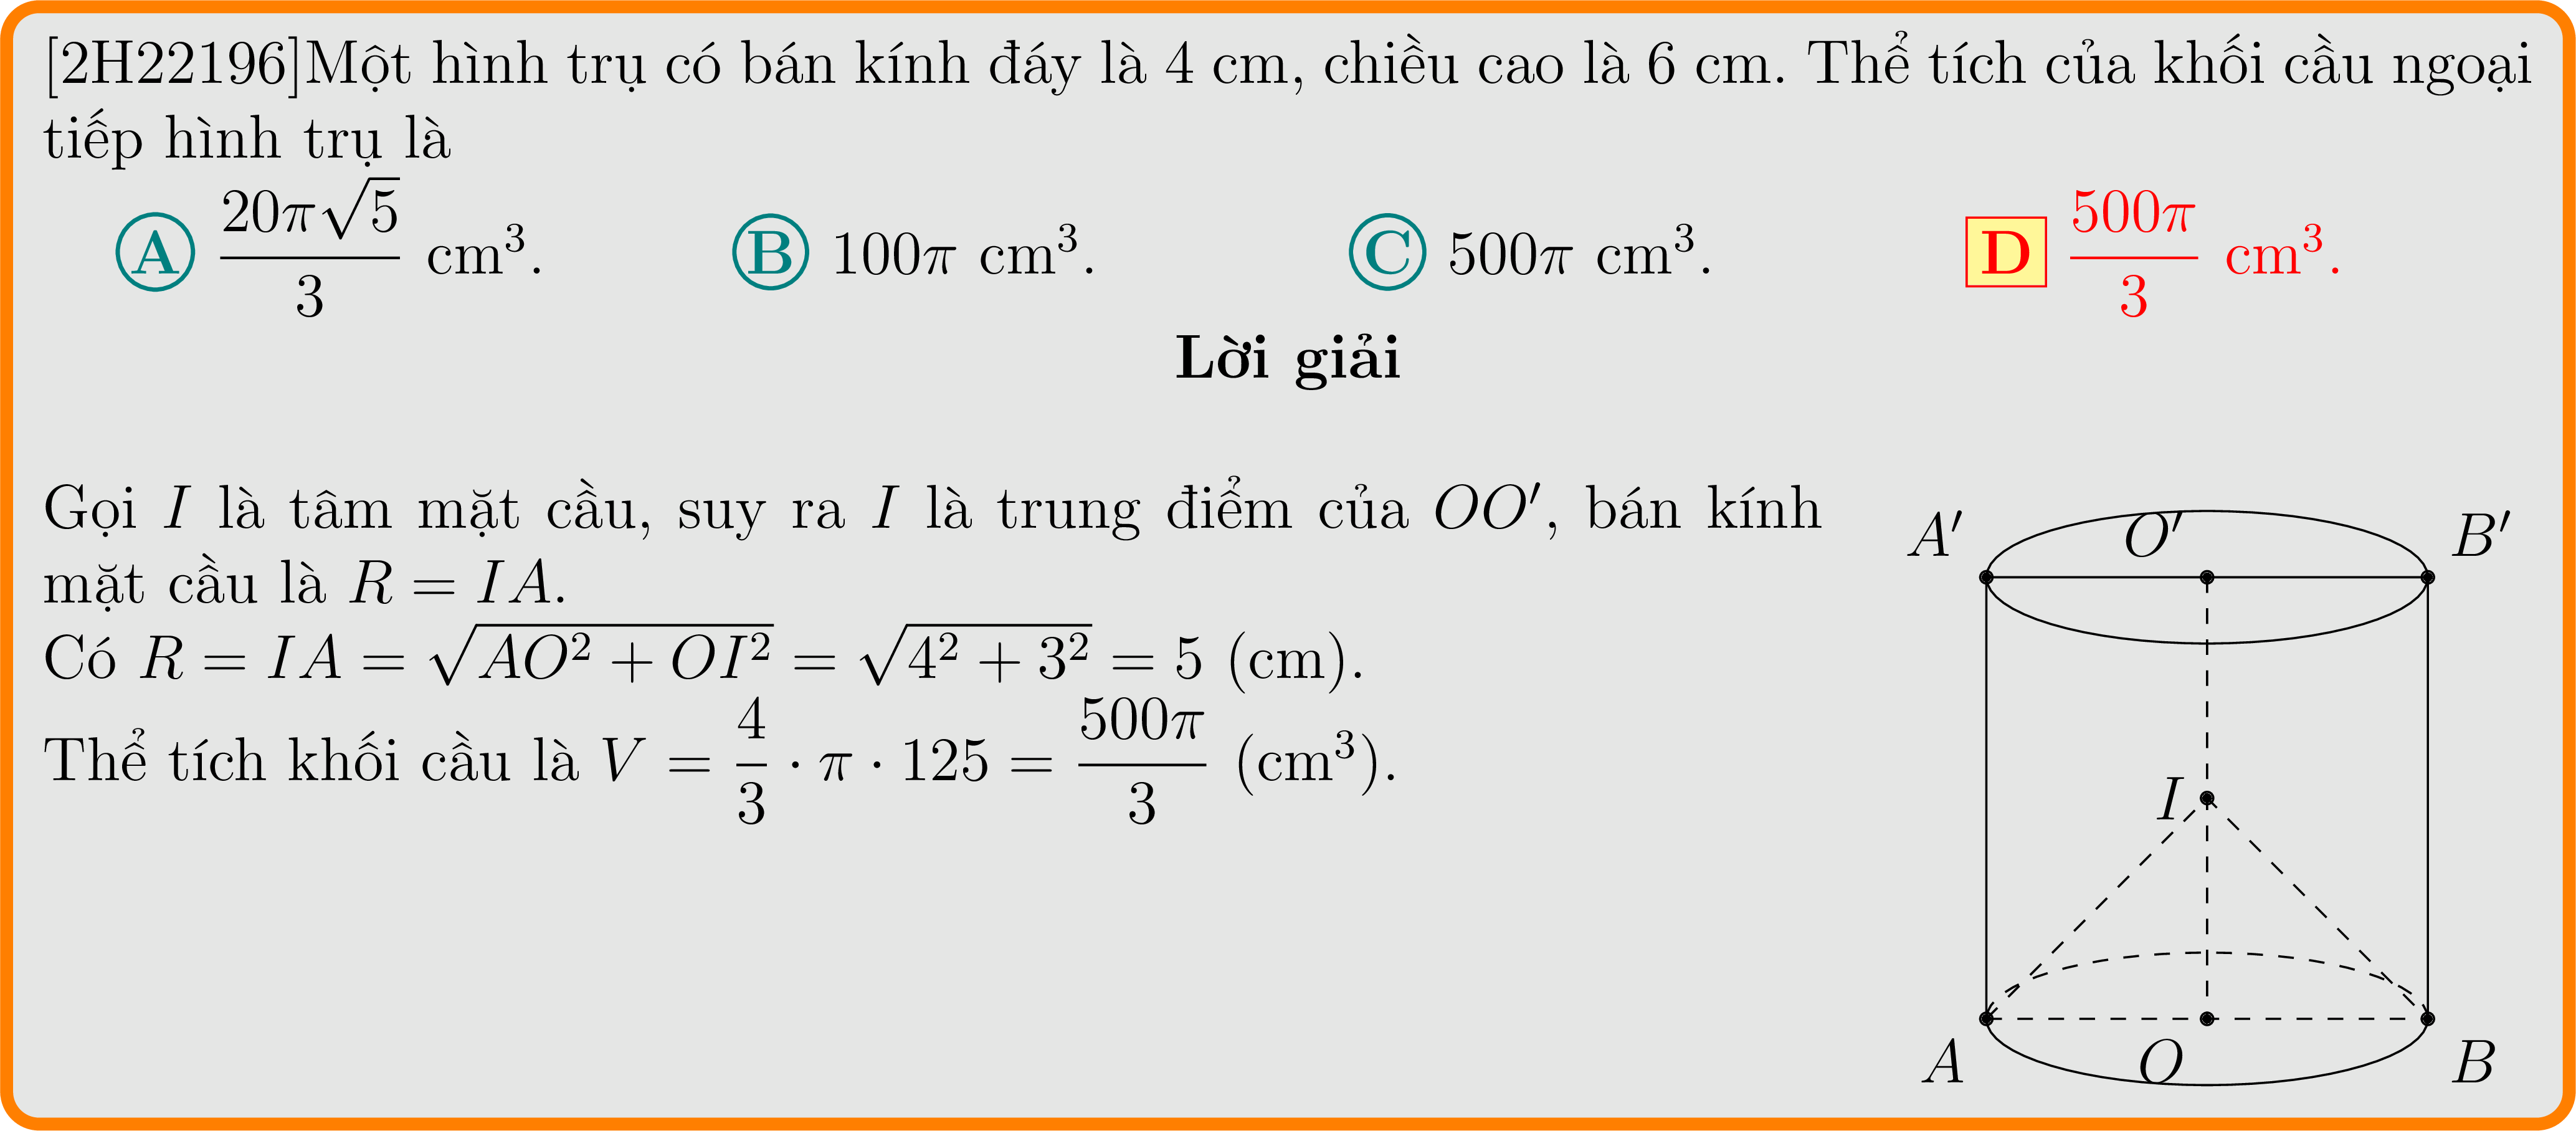 [2H22196]Một hình trụ có bán kính đáy là 4 cm, chiều cao là 6 cm. Thể tích của khối cầu ngoại
tiếp hình trụ là
A $\dfrac{20\pi\sqrt{5}}{3}$ cm$^3$. B $100\pi$ cm$^3$. C $500\pi$ cm$^3$. D $\dfrac{500\pi}{3}$ cm$^3$.
Lời giải
Gọi $I$ là tâm mặt cầu, suy ra $I$ là trung điểm của $OO'$, bán kính
mặt cầu là $R = IA$.
Có $R = IA = \sqrt{AO^2 + OI^2} = \sqrt{4^2 + 3^2} = 5$ (cm).
Thể tích khối cầu là $V = \dfrac{4}{3} \cdot \pi \cdot 125 = \dfrac{500\pi}{3}$ (cm$^3$).
A′ O′ B′
I
A O B